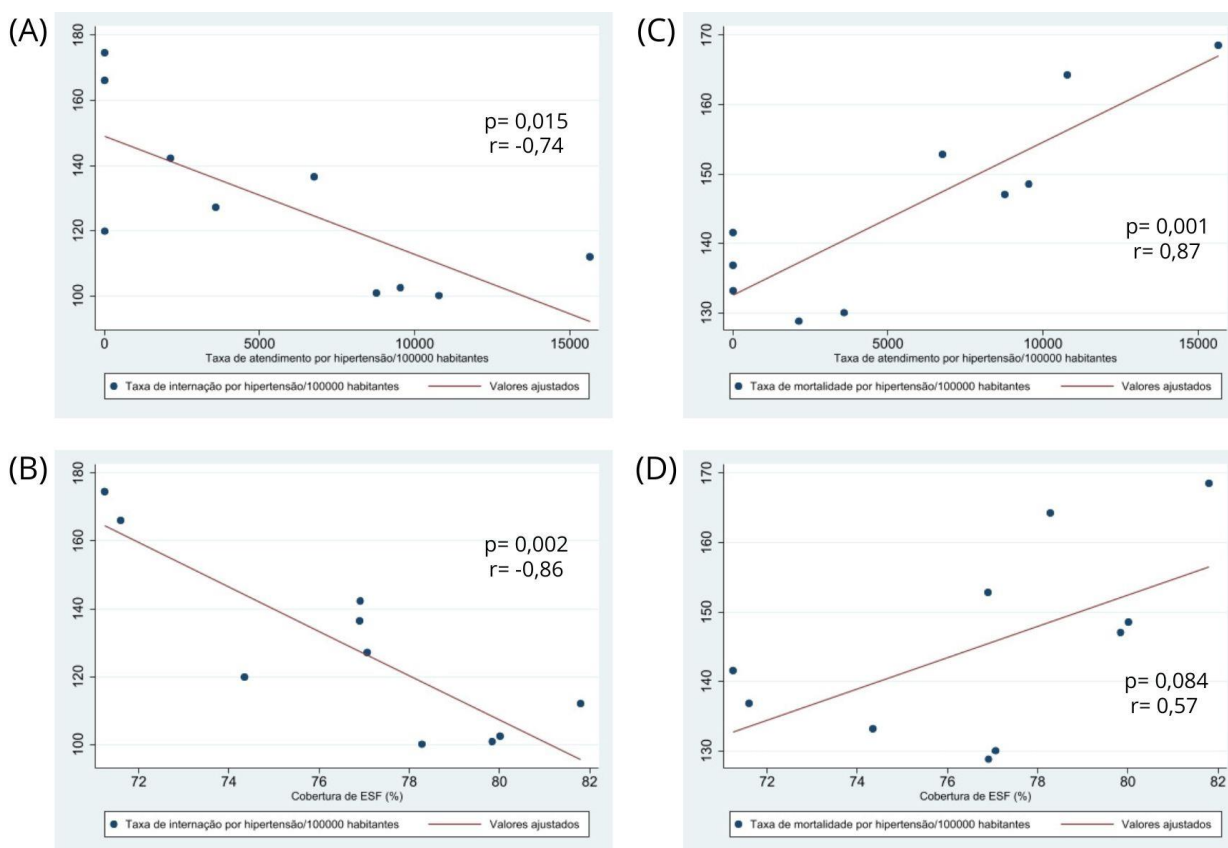 (A)
180
160
140
120
100
p= 0,015
r= -0,74
0 5000 10000 15000
Taxa de atendimento por hipertensão/100000 habitantes
Taxa de internação por hipertensão/100000 habitantes Valores ajustados
(C)
170
160
150
140
130
p= 0,001
r= 0,87
0 5000 10000 15000
Taxa de atendimento por hipertensão/100000 habitantes
Taxa de mortalidade por hipertensão/100000 habitantes Valores ajustados
(B)
180
160
140
120
100
p= 0,002
r= -0,86
72 74 76 78 80 82
Cobertura de ESF (%)
Taxa de internação por hipertensão/100000 habitantes Valores ajustados
(D)
170
160
150
140
130
p= 0,084
r= 0,57
72 74 76 78 80 82
Cobertura de ESF (%)
Taxa de mortalidade por hipertensão/100000 habitantes Valores ajustados